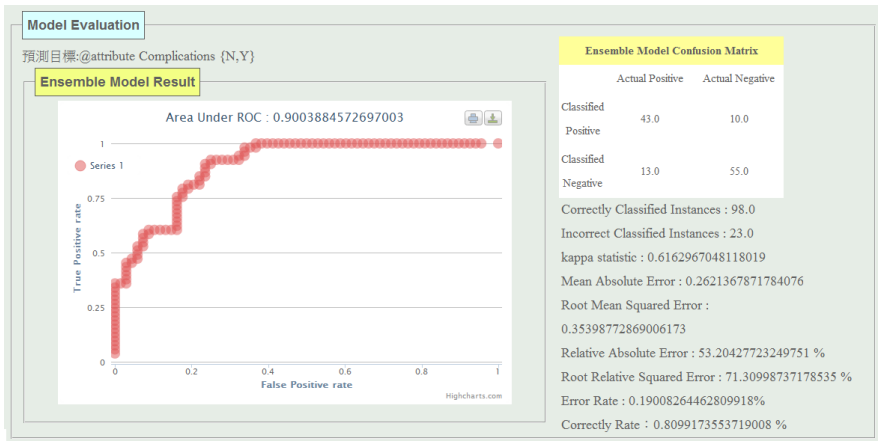 Model Evaluation
預測目標:@attribute Complications {N,Y}
Ensemble Model Result
Area Under ROC : 0.9003884572697003
Series 1
True Positive rate
1
0.75
0.5
0.25
0
0
0.2
0.4
0.6
0.8
1
False Positive rate
Highcharts.com
Ensemble Model Confusion Matrix
Actual Positive Actual Negative
Classified
Positive
43.0 10.0
Classified
Negative
13.0 55.0
Correctly Classified Instances : 98.0
Incorrect Classified Instances : 23.0
kappa statistic : 0.6162967048118019
Mean Absolute Error : 0.2621367871784076
Root Mean Squared Error :
0.35398772869006173
Relative Absolute Error : 53.20427723249751 %
Root Relative Squared Error : 71.30998737178535 %
Error Rate : 0.19008264462809918%
Correctly Rate：0.8099173553719008 %